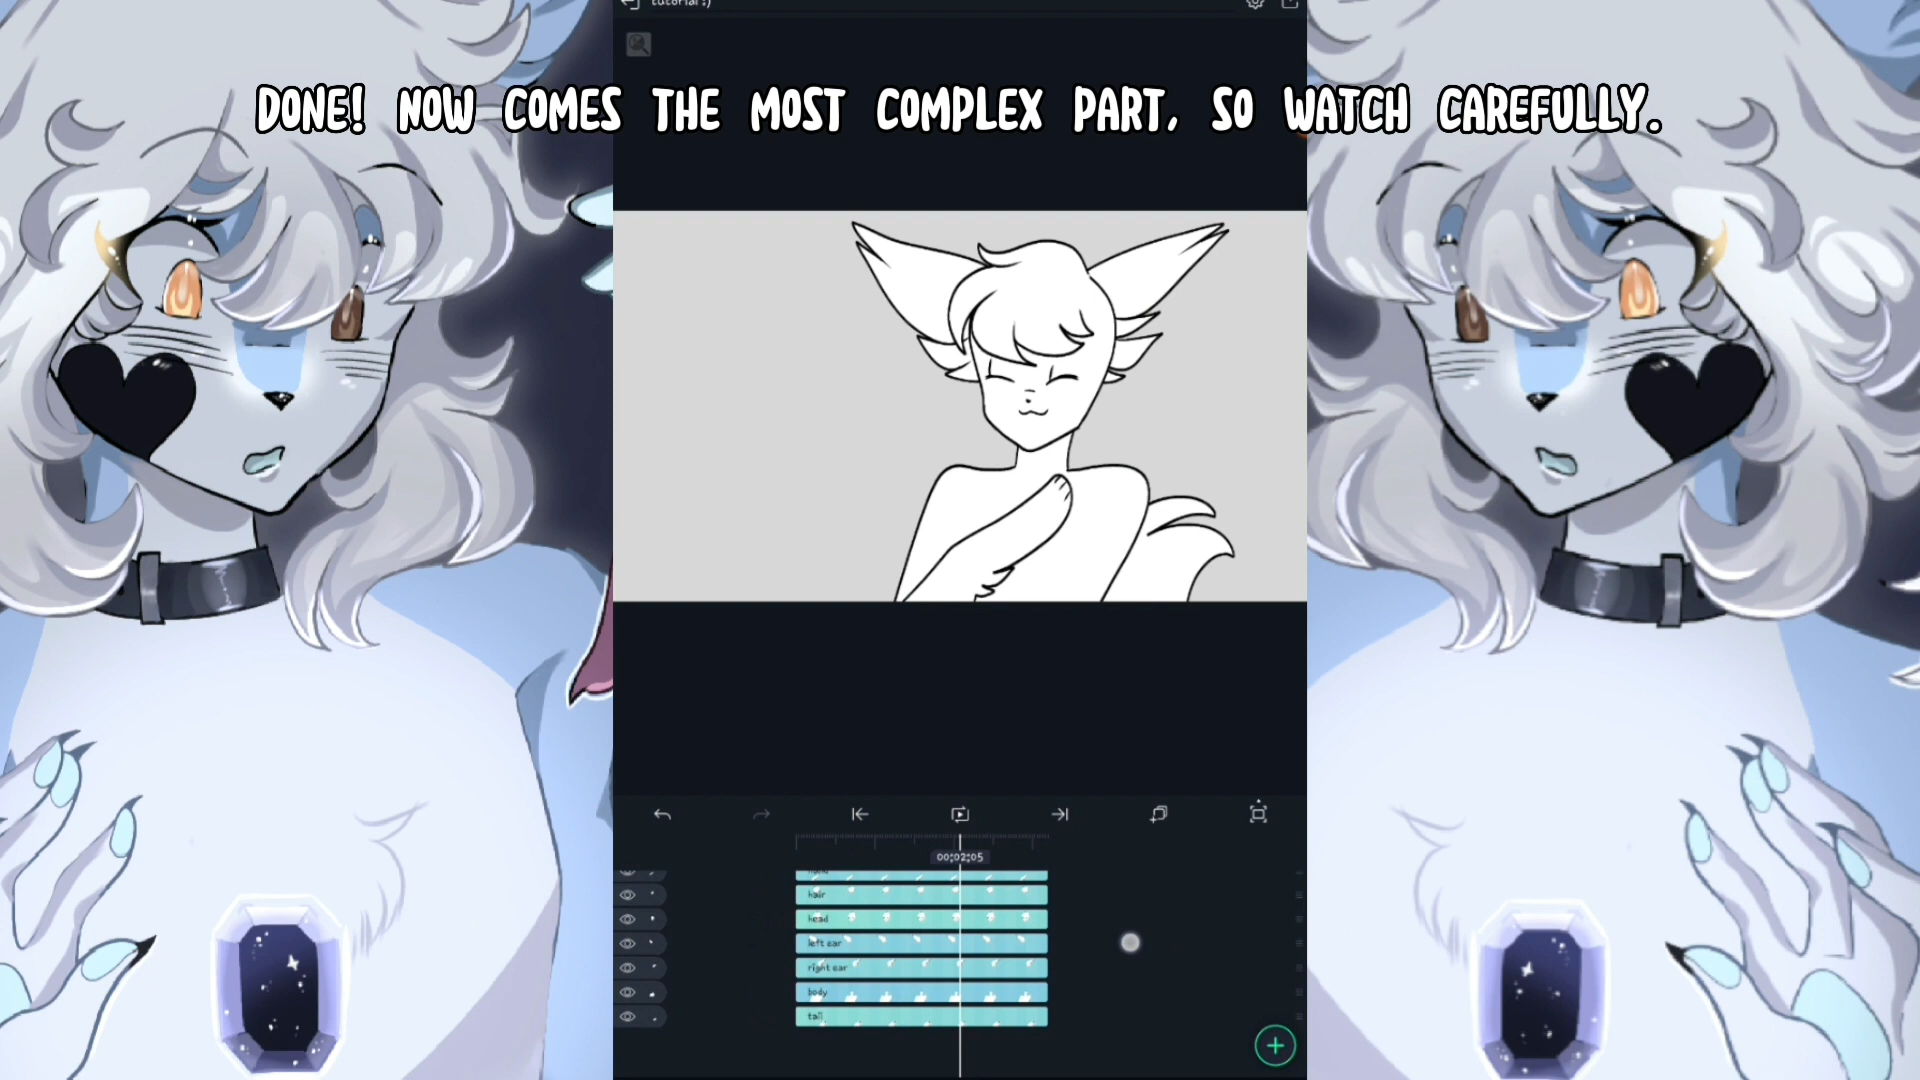 tutorial :)
DONE! NOW COMES THE MOST COMPLEX PART, SO WATCH CAREFULLY.
00;02;05
hair
head
left ear
right ear
body
tail